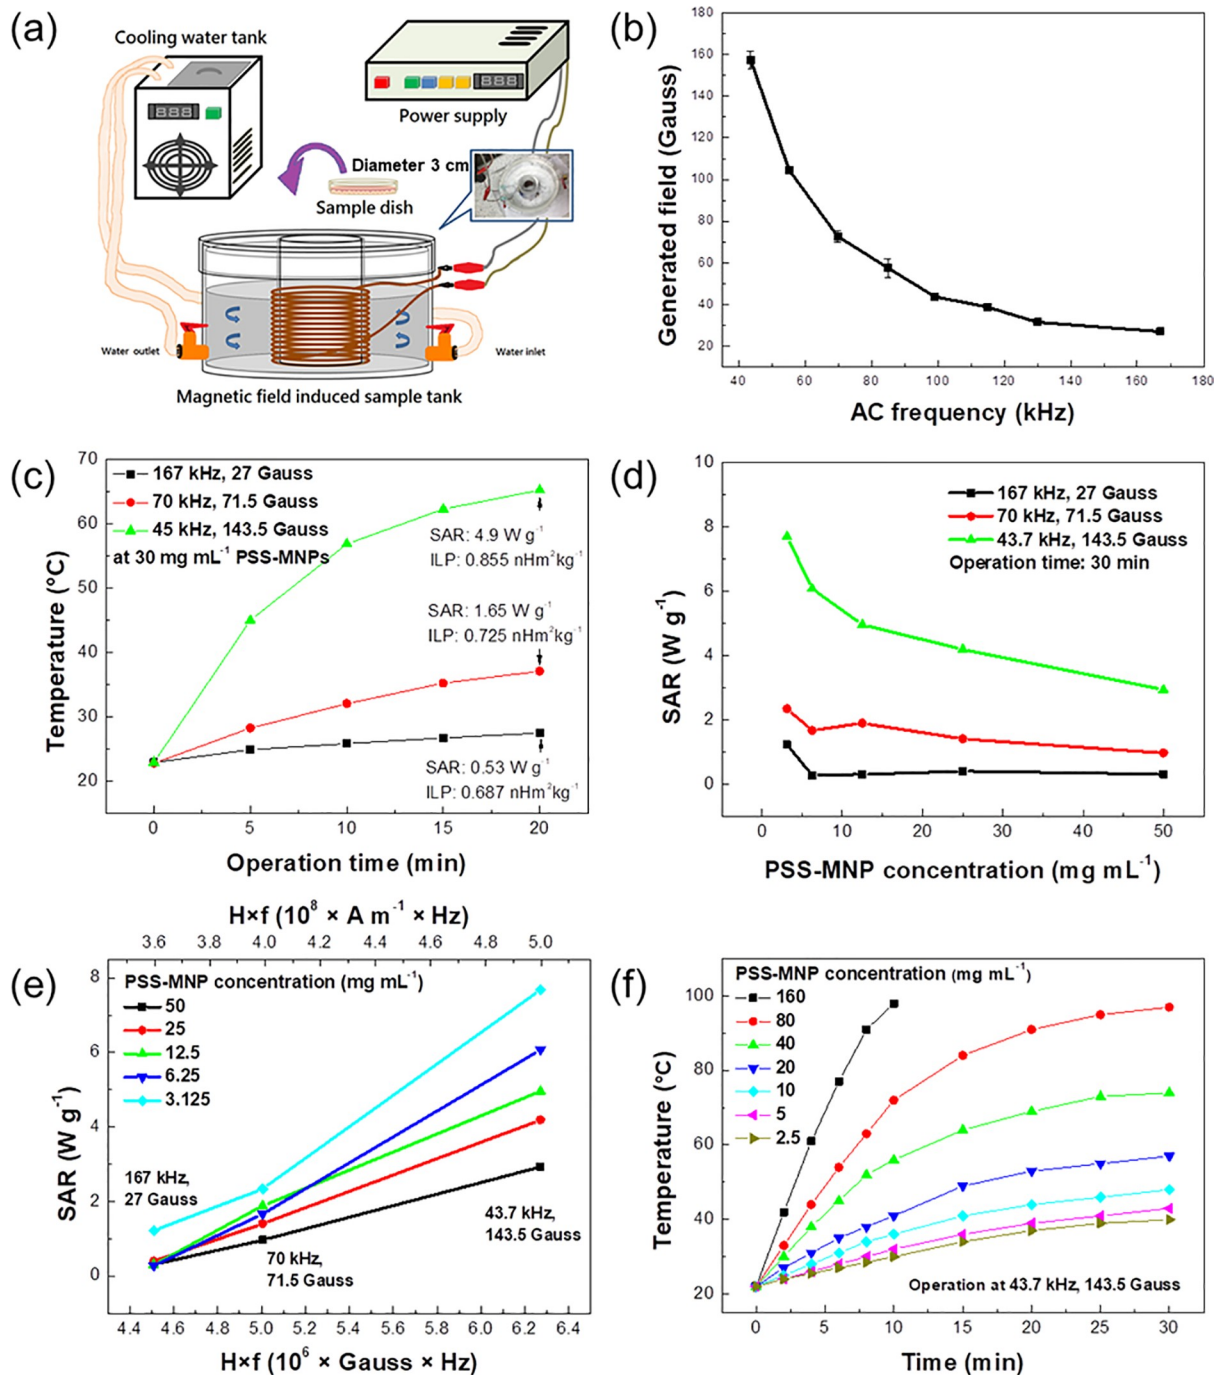 (a)
Cooling water tank
Power supply
Diameter 3 cm
Sample dish
Water outlet
Water inlet
Magnetic field induced sample tank
(b)
Generated field (Gauss)
180
160
140
120
100
80
60
40
20
40 60 80 100 120 140 160 180
AC frequency (kHz)
(c)
Temperature (°C)
70
60
50
40
30
20
167 kHz, 27 Gauss
70 kHz, 71.5 Gauss
45 kHz, 143.5 Gauss
at 30 mg mL⁻¹ PSS-MNPs
SAR: 4.9 W g⁻¹
ILP: 0.855 nHm²kg⁻¹
SAR: 1.65 W g⁻¹
ILP: 0.725 nHm²kg⁻¹
SAR: 0.53 W g⁻¹
ILP: 0.687 nHm²kg⁻¹
0 5 10 15 20
Operation time (min)
(d)
SAR (W g⁻¹)
10
8
6
4
2
0
167 kHz, 27 Gauss
70 kHz, 71.5 Gauss
43.7 kHz, 143.5 Gauss
Operation time: 30 min
0 10 20 30 40 50
PSS-MNP concentration (mg mL⁻¹)
(e)
H×f (10⁸ × A m⁻¹ × Hz)
3.6 3.8 4.0 4.2 4.4 4.6 4.8 5.0
SAR (W g⁻¹)
8
6
4
2
0
PSS-MNP concentration (mg mL⁻¹)
50
25
12.5
6.25
3.125
167 kHz,
27 Gauss
70 kHz,
71.5 Gauss
43.7 kHz,
143.5 Gauss
4.4 4.6 4.8 5.0 5.2 5.4 5.6 5.8 6.0 6.2 6.4
H×f (10⁶ × Gauss × Hz)
(f)
Temperature (°C)
100
80
60
40
20
PSS-MNP concentration (mg mL⁻¹)
160
80
40
20
10
5
2.5
Operation at 43.7 kHz, 143.5 Gauss
0 5 10 15 20 25 30
Time (min)